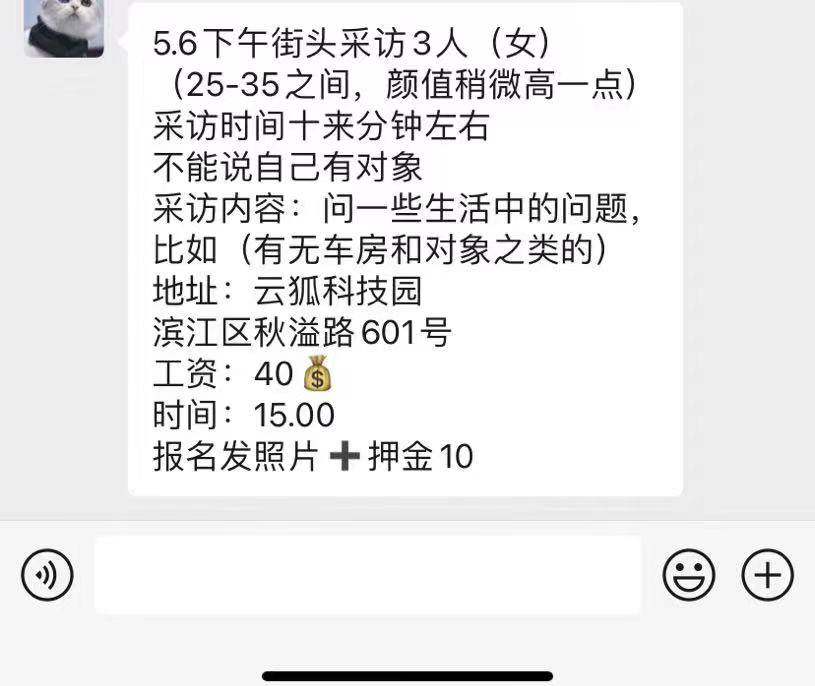 5.6下午街头采访3人（女）
（25-35之间，颜值稍微高一点）
采访时间十来分钟左右
不能说自己有对象
采访内容：问一些生活中的问题，
比如（有无车房和对象之类的）
地址：云狐科技园
滨江区秋溢路601号
工资：40💰
时间：15.00
报名发照片➕押金10